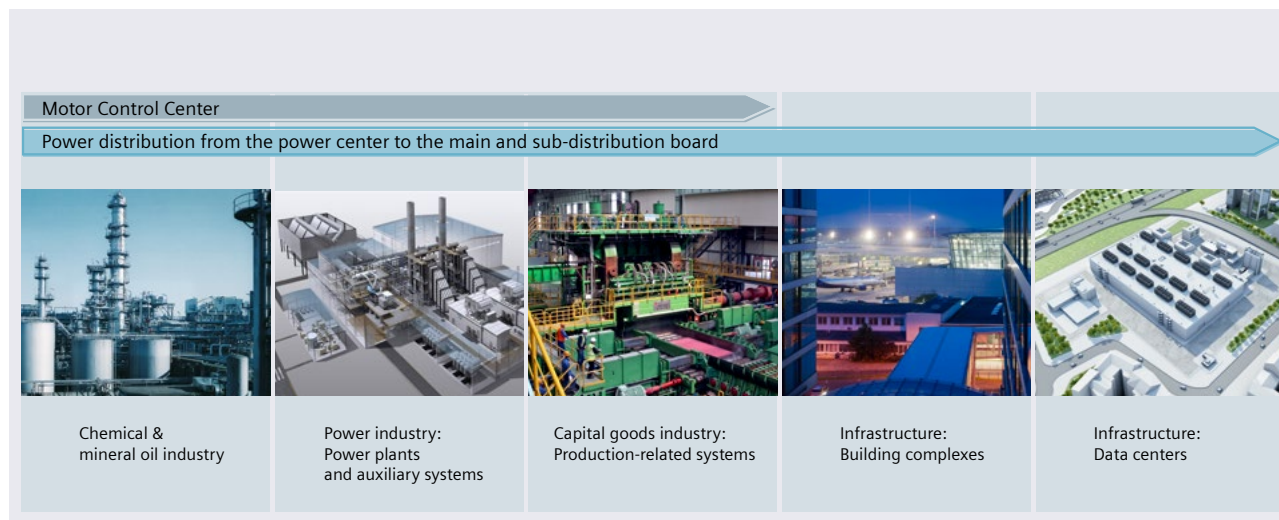 Motor Control Center
Power distribution from the power center to the main and sub-distribution board
Chemical &
mineral oil industry
Power industry:
Power plants
and auxiliary systems
Capital goods industry:
Production-related systems
Infrastructure:
Building complexes
Infrastructure:
Data centers